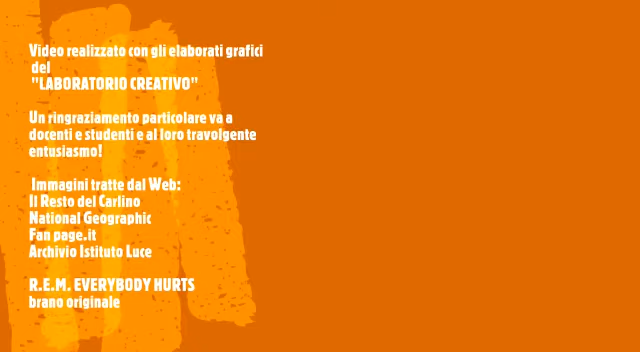 Video realizzato con gli elaborati grafici
del
"LABORATORIO CREATIVO"
Un ringraziamento particolare va a
docenti e studenti e al loro travolgente
entusiasmo!
Immagini tratte dal Web:
Il Resto del Carlino
National Geographic
Fan page.it
Archivio Istituto Luce
R.E.M. EVERYBODY HURTS
brano originale